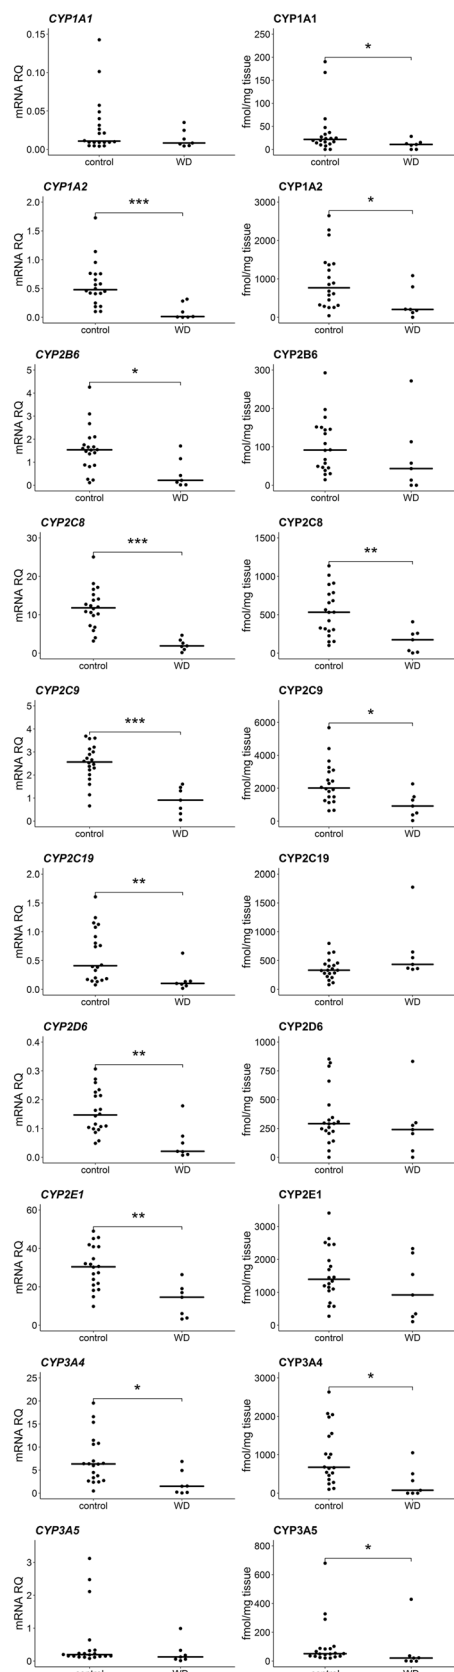 CYP1A1
mRNA RQ
0.15
0.10
0.05
0.00
control WD
CYP1A1
fmol/mg tissue
250
200
150
100
50
0
*
control WD
CYP1A2
mRNA RQ
2.0
1.5
1.0
0.5
0.0
***
control WD
CYP1A2
fmol/mg tissue
3000
2000
1000
0
*
control WD
CYP2B6
mRNA RQ
5
4
3
2
1
0
*
control WD
CYP2B6
fmol/mg tissue
300
200
100
0
control WD
CYP2C8
mRNA RQ
30
20
10
0
***
control WD
CYP2C8
fmol/mg tissue
1500
1000
500
0
**
control WD
CYP2C9
mRNA RQ
5
4
3
2
1
0
***
control WD
CYP2C9
fmol/mg tissue
6000
4000
2000
0
*
control WD
CYP2C19
mRNA RQ
2.0
1.5
1.0
0.5
0.0
**
control WD
CYP2C19
fmol/mg tissue
2000
1500
1000
500
0
control WD
CYP2D6
mRNA RQ
0.4
0.3
0.2
0.1
0.0
**
control WD
CYP2D6
fmol/mg tissue
1000
750
500
250
0
control WD
CYP2E1
mRNA RQ
60
40
20
0
**
control WD
CYP2E1
fmol/mg tissue
3000
2000
1000
0
control WD
CYP3A4
mRNA RQ
25
20
15
10
5
0
*
control WD
CYP3A4
fmol/mg tissue
3000
2000
1000
0
*
control WD
CYP3A5
mRNA RQ
3
2
1
0
control WD
CYP3A5
fmol/mg tissue
800
600
400
200
0
*
control WD